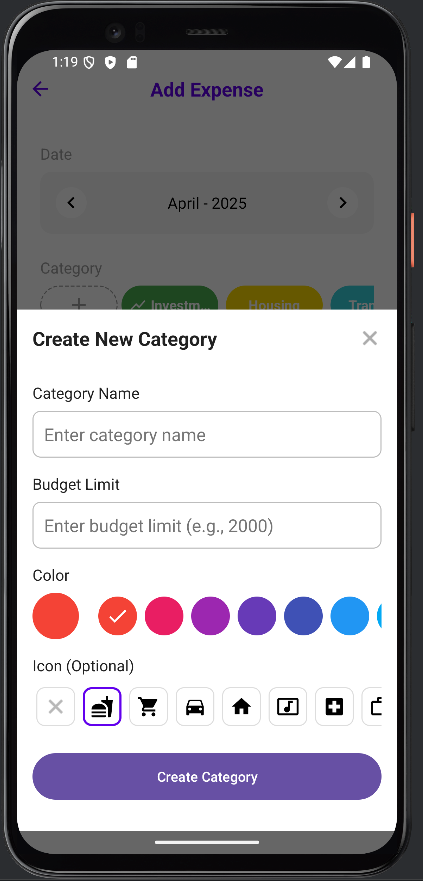 1:19
Add Expense
Date
April - 2025
Category
Investm...
Housing
Tran
Create New Category
Category Name
Enter category name
Budget Limit
Enter budget limit (e.g., 2000)
Color
Icon (Optional)
Create Category